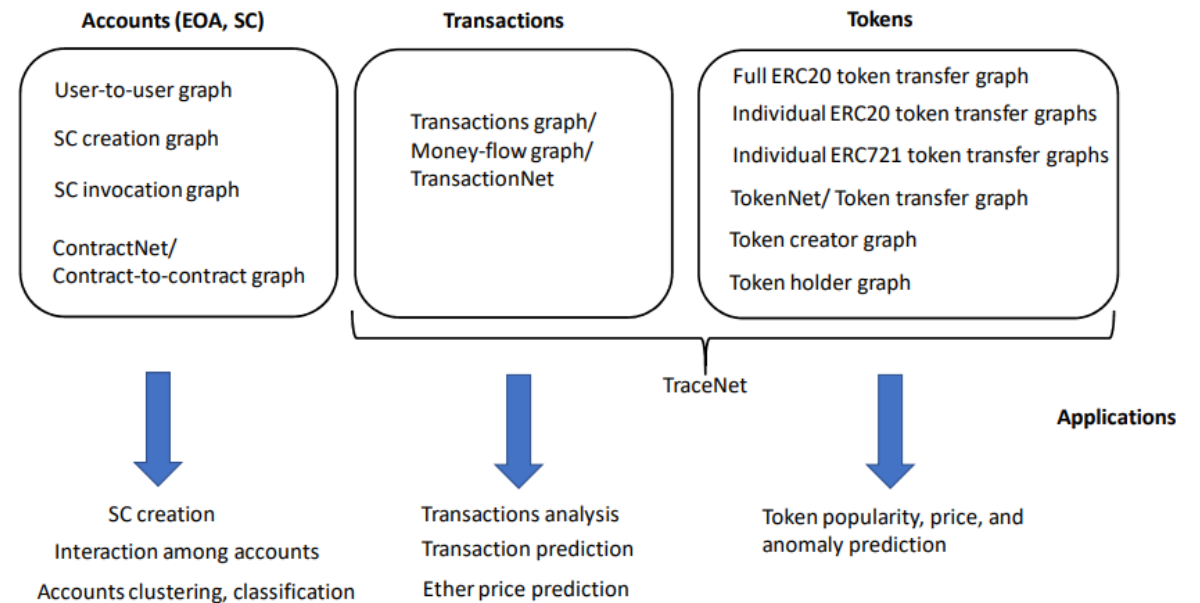 Accounts (EOA, SC)
Transactions
Tokens
User-to-user graph
SC creation graph
SC invocation graph
ContractNet/
Contract-to-contract graph
Transactions graph/
Money-flow graph/
TransactionNet
Full ERC20 token transfer graph
Individual ERC20 token transfer graphs
Individual ERC721 token transfer graphs
TokenNet/ Token transfer graph
Token creator graph
Token holder graph
TraceNet
Applications
SC creation
Interaction among accounts
Accounts clustering, classification
Transactions analysis
Transaction prediction
Ether price prediction
Token popularity, price, and
anomaly prediction